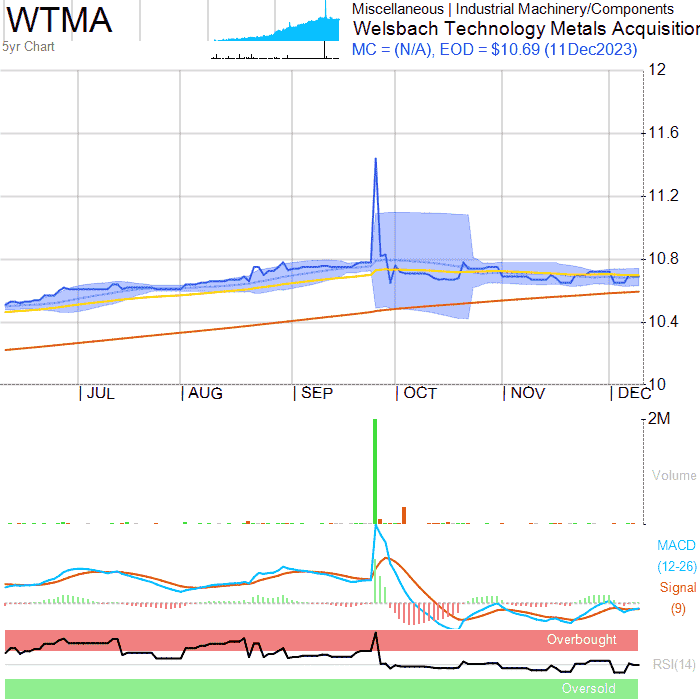 WTMA
5yr Chart
Miscellaneous | Industrial Machinery/Components
Welsbach Technology Metals Acquisition
MC = (N/A), EOD = $10.69 (11Dec2023)
12
11.6
11.2
10.8
10.4
10
JUL
AUG
SEP
OCT
NOV
DEC
2M
Volume
MACD
(12-26)
Signal
(9)
Overbought
RSI(14)
Oversold